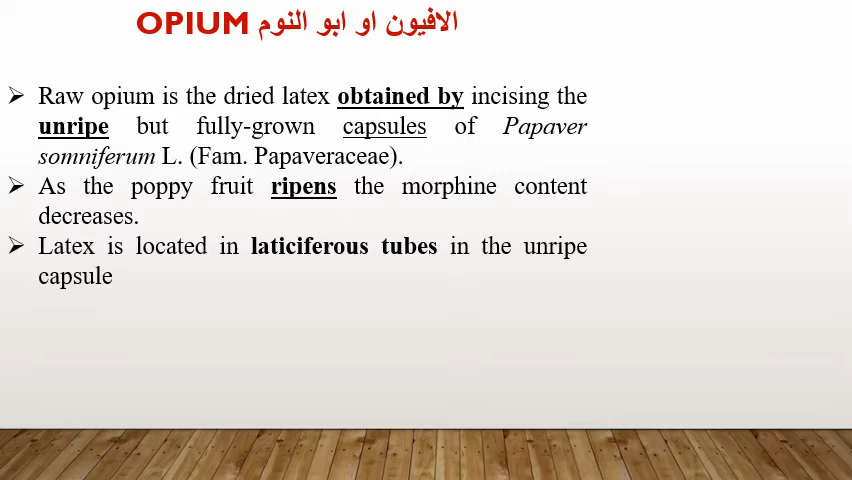 OPIUM الافيون او ابو النوم
➢ Raw opium is the dried latex obtained by incising the
unripe but fully-grown capsules of Papaver
somniferum L. (Fam. Papaveraceae).
➢ As the poppy fruit ripens the morphine content
decreases.
➢ Latex is located in laticiferous tubes in the unripe
capsule